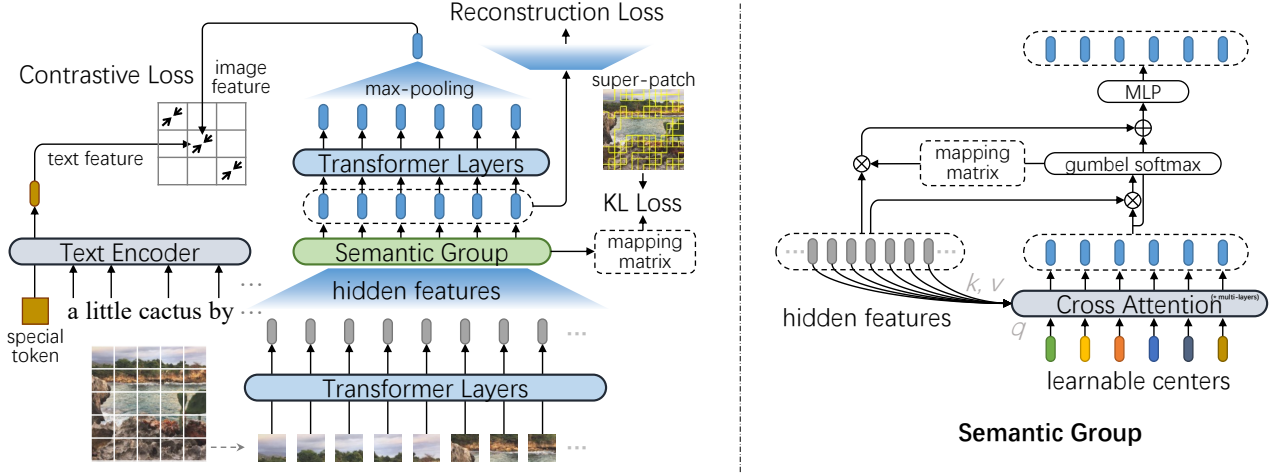 Reconstruction Loss
Contrastive Loss
image
feature
max-pooling
super-patch
text feature
Transformer Layers
KL Loss
Text Encoder
Semantic Group
mapping
matrix
hidden features
a little cactus by ...
special
token
...
Transformer Layers
...
MLP
mapping
matrix
gumbel softmax
...
...
k, v
hidden features
q
Cross Attention (* multi-layers)
learnable centers
Semantic Group